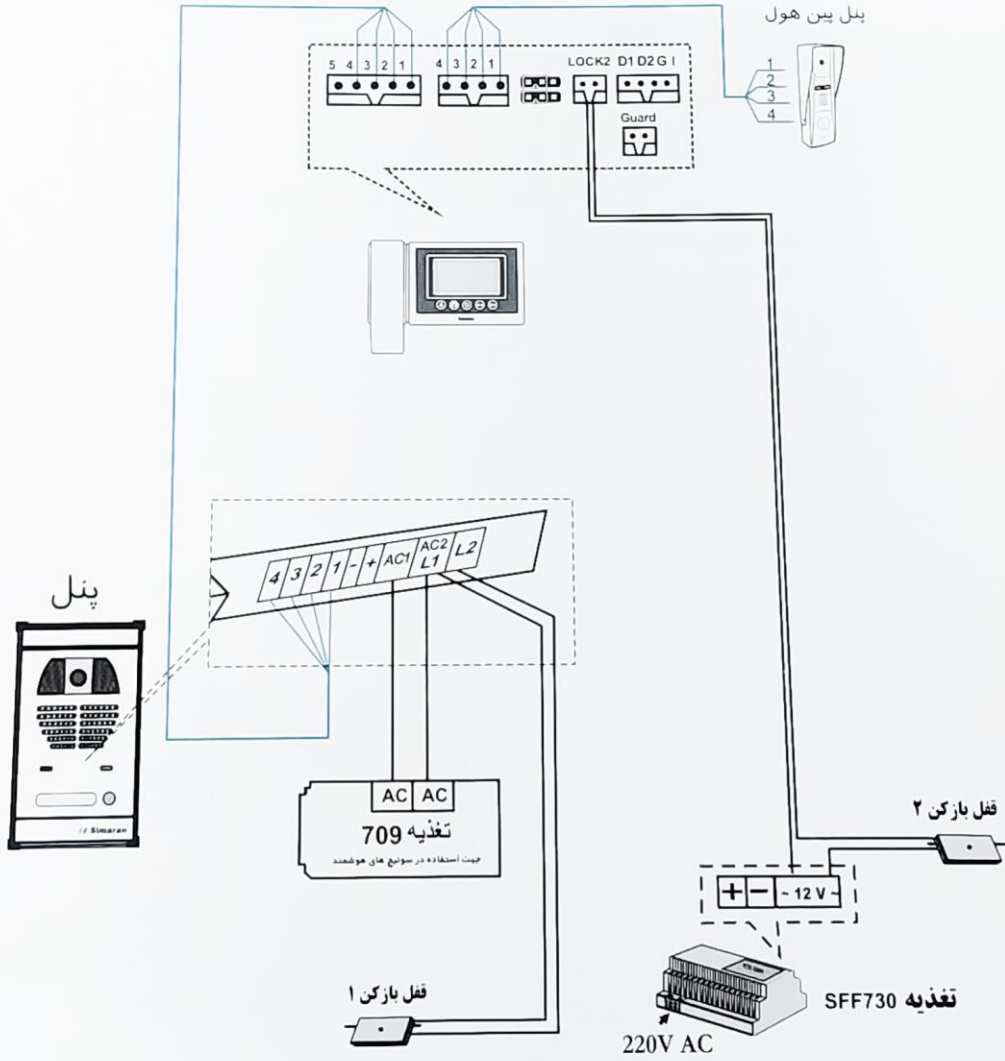 پنل پین هول
5 4 3 2 1
4 3 2 1
LOCK2 D1 D2 G I
Guard
1
2
3
4
4 3 2 1 - + AC1 AC2 L1 L2
پنل
Simaran
AC AC
تغذیه 709
جهت استفاده در سوئیچ های هوشمند
قفل بازکن ۲
+ - ~ 12 V ~
قفل بازکن ۱
تغذیه SFF730
220V AC